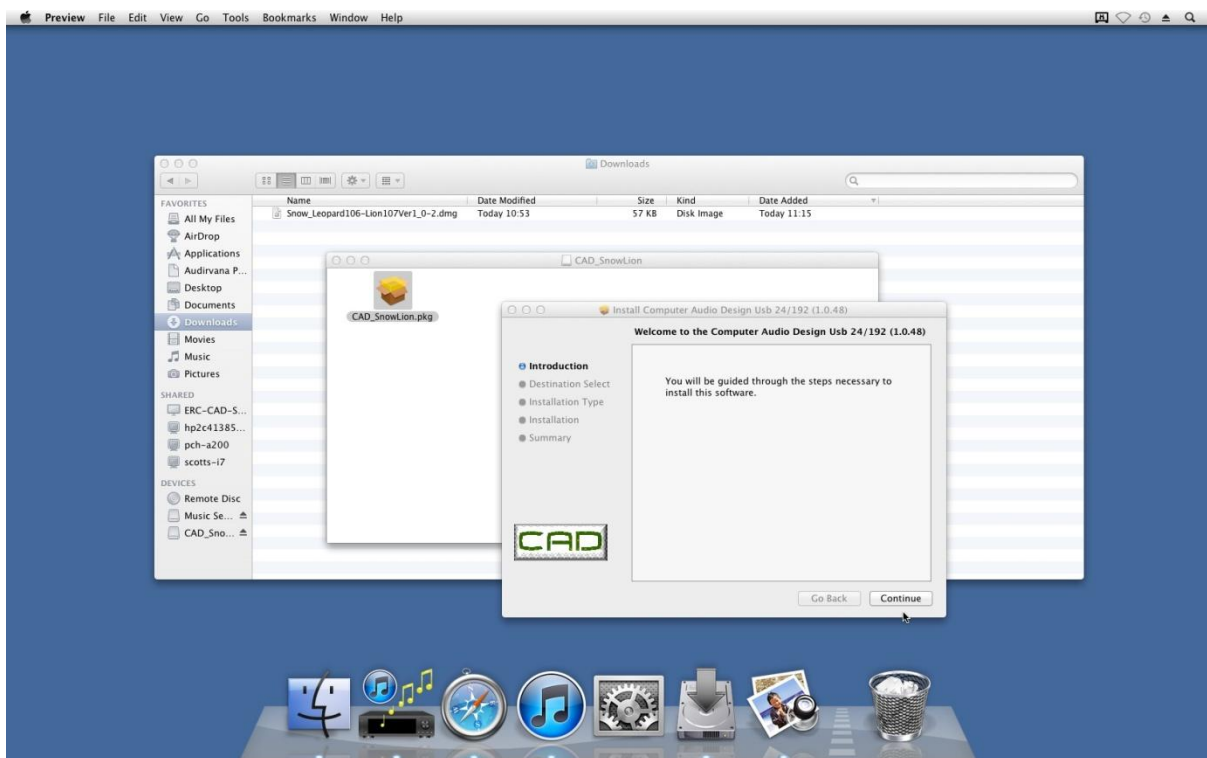 Preview File Edit View Go Tools Bookmarks Window Help
Downloads
FAVORITES
All My Files
AirDrop
Applications
Audirvana P...
Desktop
Documents
Downloads
Movies
Music
Pictures
SHARED
ERC-CAD-S...
hp2c41385...
pch-a200
scotts-i7
DEVICES
Remote Disc
Music Se...
CAD_Sno...
Name Date Modified Size Kind Date Added
Snow_Leopard106-Lion107Ver1_0-2.dmg Today 10:53 57 KB Disk Image Today 11:15
CAD_SnowLion
CAD_SnowLion.pkg
Install Computer Audio Design Usb 24/192 (1.0.48)
Welcome to the Computer Audio Design Usb 24/192 (1.0.48)
Introduction
Destination Select
Installation Type
Installation
Summary
CAD
You will be guided through the steps necessary to
install this software.
Go Back Continue